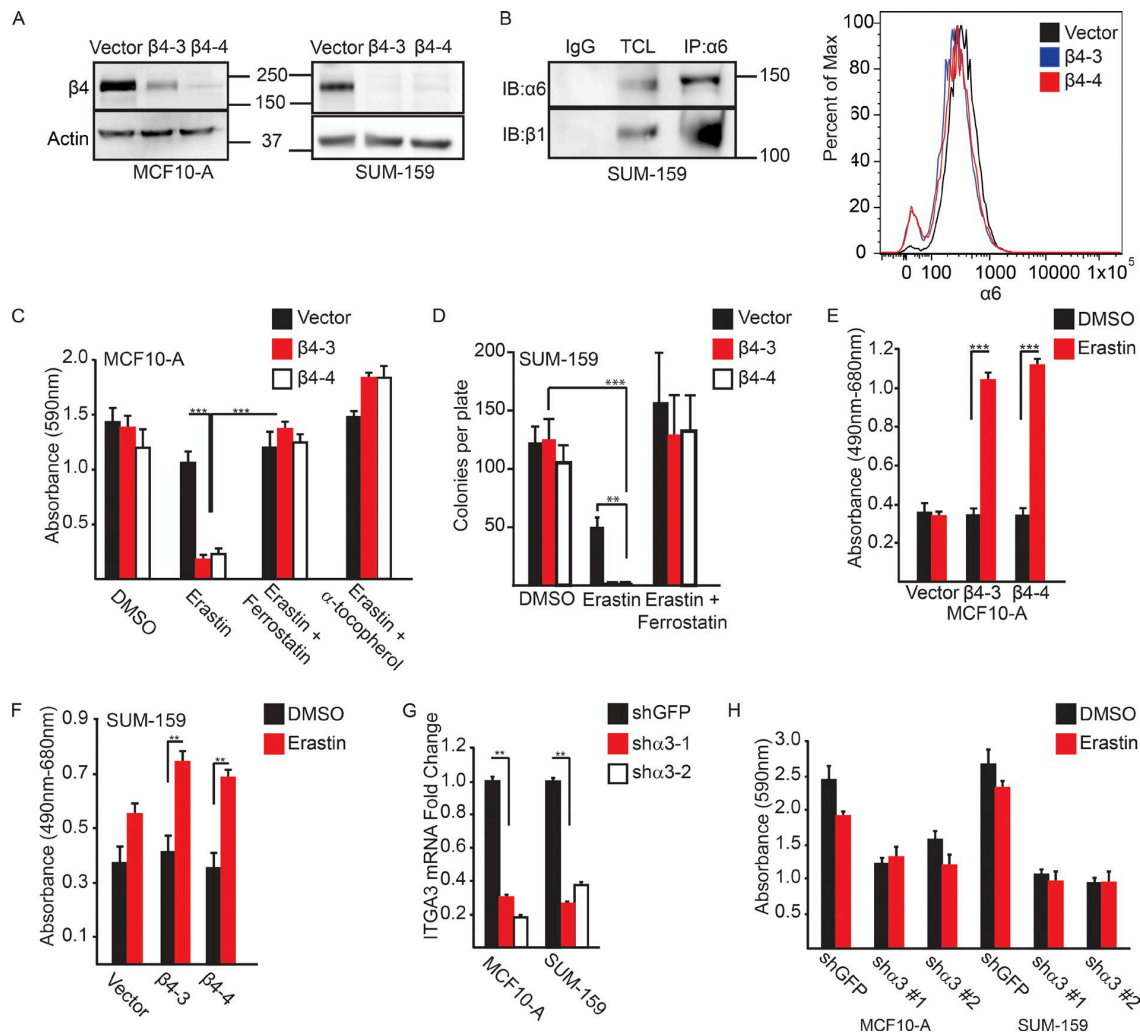 A
Vector β4-3 β4-4
β4
Actin
250
150
37
MCF10-A
Vector β4-3 β4-4
SUM-159
B
IgG TCL IP:α6
IB:α6
IB:β1
150
100
SUM-159
Percent of Max
100
80
60
40
20
0
0 100 1000 10000 1x10⁵
α6
Vector
β4-3
β4-4
C
MCF10-A
Vector
β4-3
β4-4
Absorbance (590nm)
2.0
1.5
1.0
0.5
*** ***
DMSO
Erastin
Erastin + Ferrostatin
Erastin + α-tocopherol
D
SUM-159
Vector
β4-3
β4-4
Colonies per plate
200
150
100
50
***
**
DMSO Erastin Erastin +
Ferrostatin
E
DMSO
Erastin
Absorbance (490nm-680nm)
1.2
1.0
0.8
0.6
0.4
0.2
*** ***
Vector β4-3 β4-4
MCF10-A
F
SUM-159
DMSO
Erastin
Absorbance (490nm-680nm)
0.9
0.7
0.5
0.3
0.1
** **
Vector
β4-3
β4-4
G
shGFP
shα3-1
shα3-2
ITGA3 mRNA Fold Change
1.2
1.0
0.8
0.6
0.4
0.2
** **
MCF10-A
SUM-159
H
DMSO
Erastin
Absorbance (590nm)
3.0
2.5
2.0
1.5
1.0
0.5
shGFP
shα3 #1
shα3 #2
shGFP
shα3 #1
shα3 #2
MCF10-A SUM-159